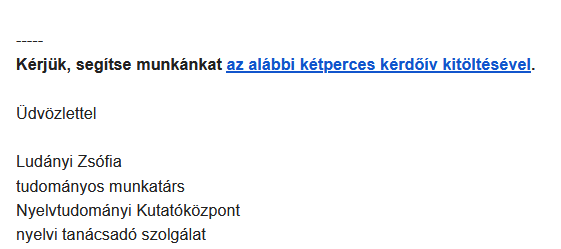 -----
Kérjük, segítse munkánkat az alábbi kétperces kérdőív kitöltésével.
Üdvözlettel
Ludányi Zsófia
tudományos munkatárs
Nyelvtudományi Kutatóközpont
nyelvi tanácsadó szolgálat